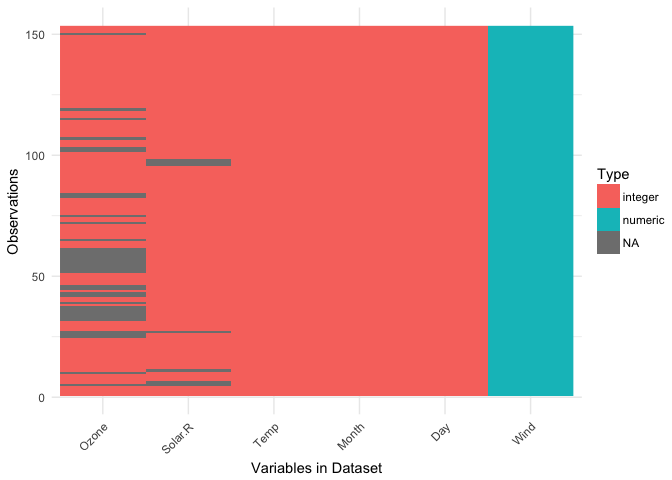 150
100
50
0
Observations
Ozone
Solar.R
Temp
Month
Day
Wind
Variables in Dataset
Type
integer
numeric
NA